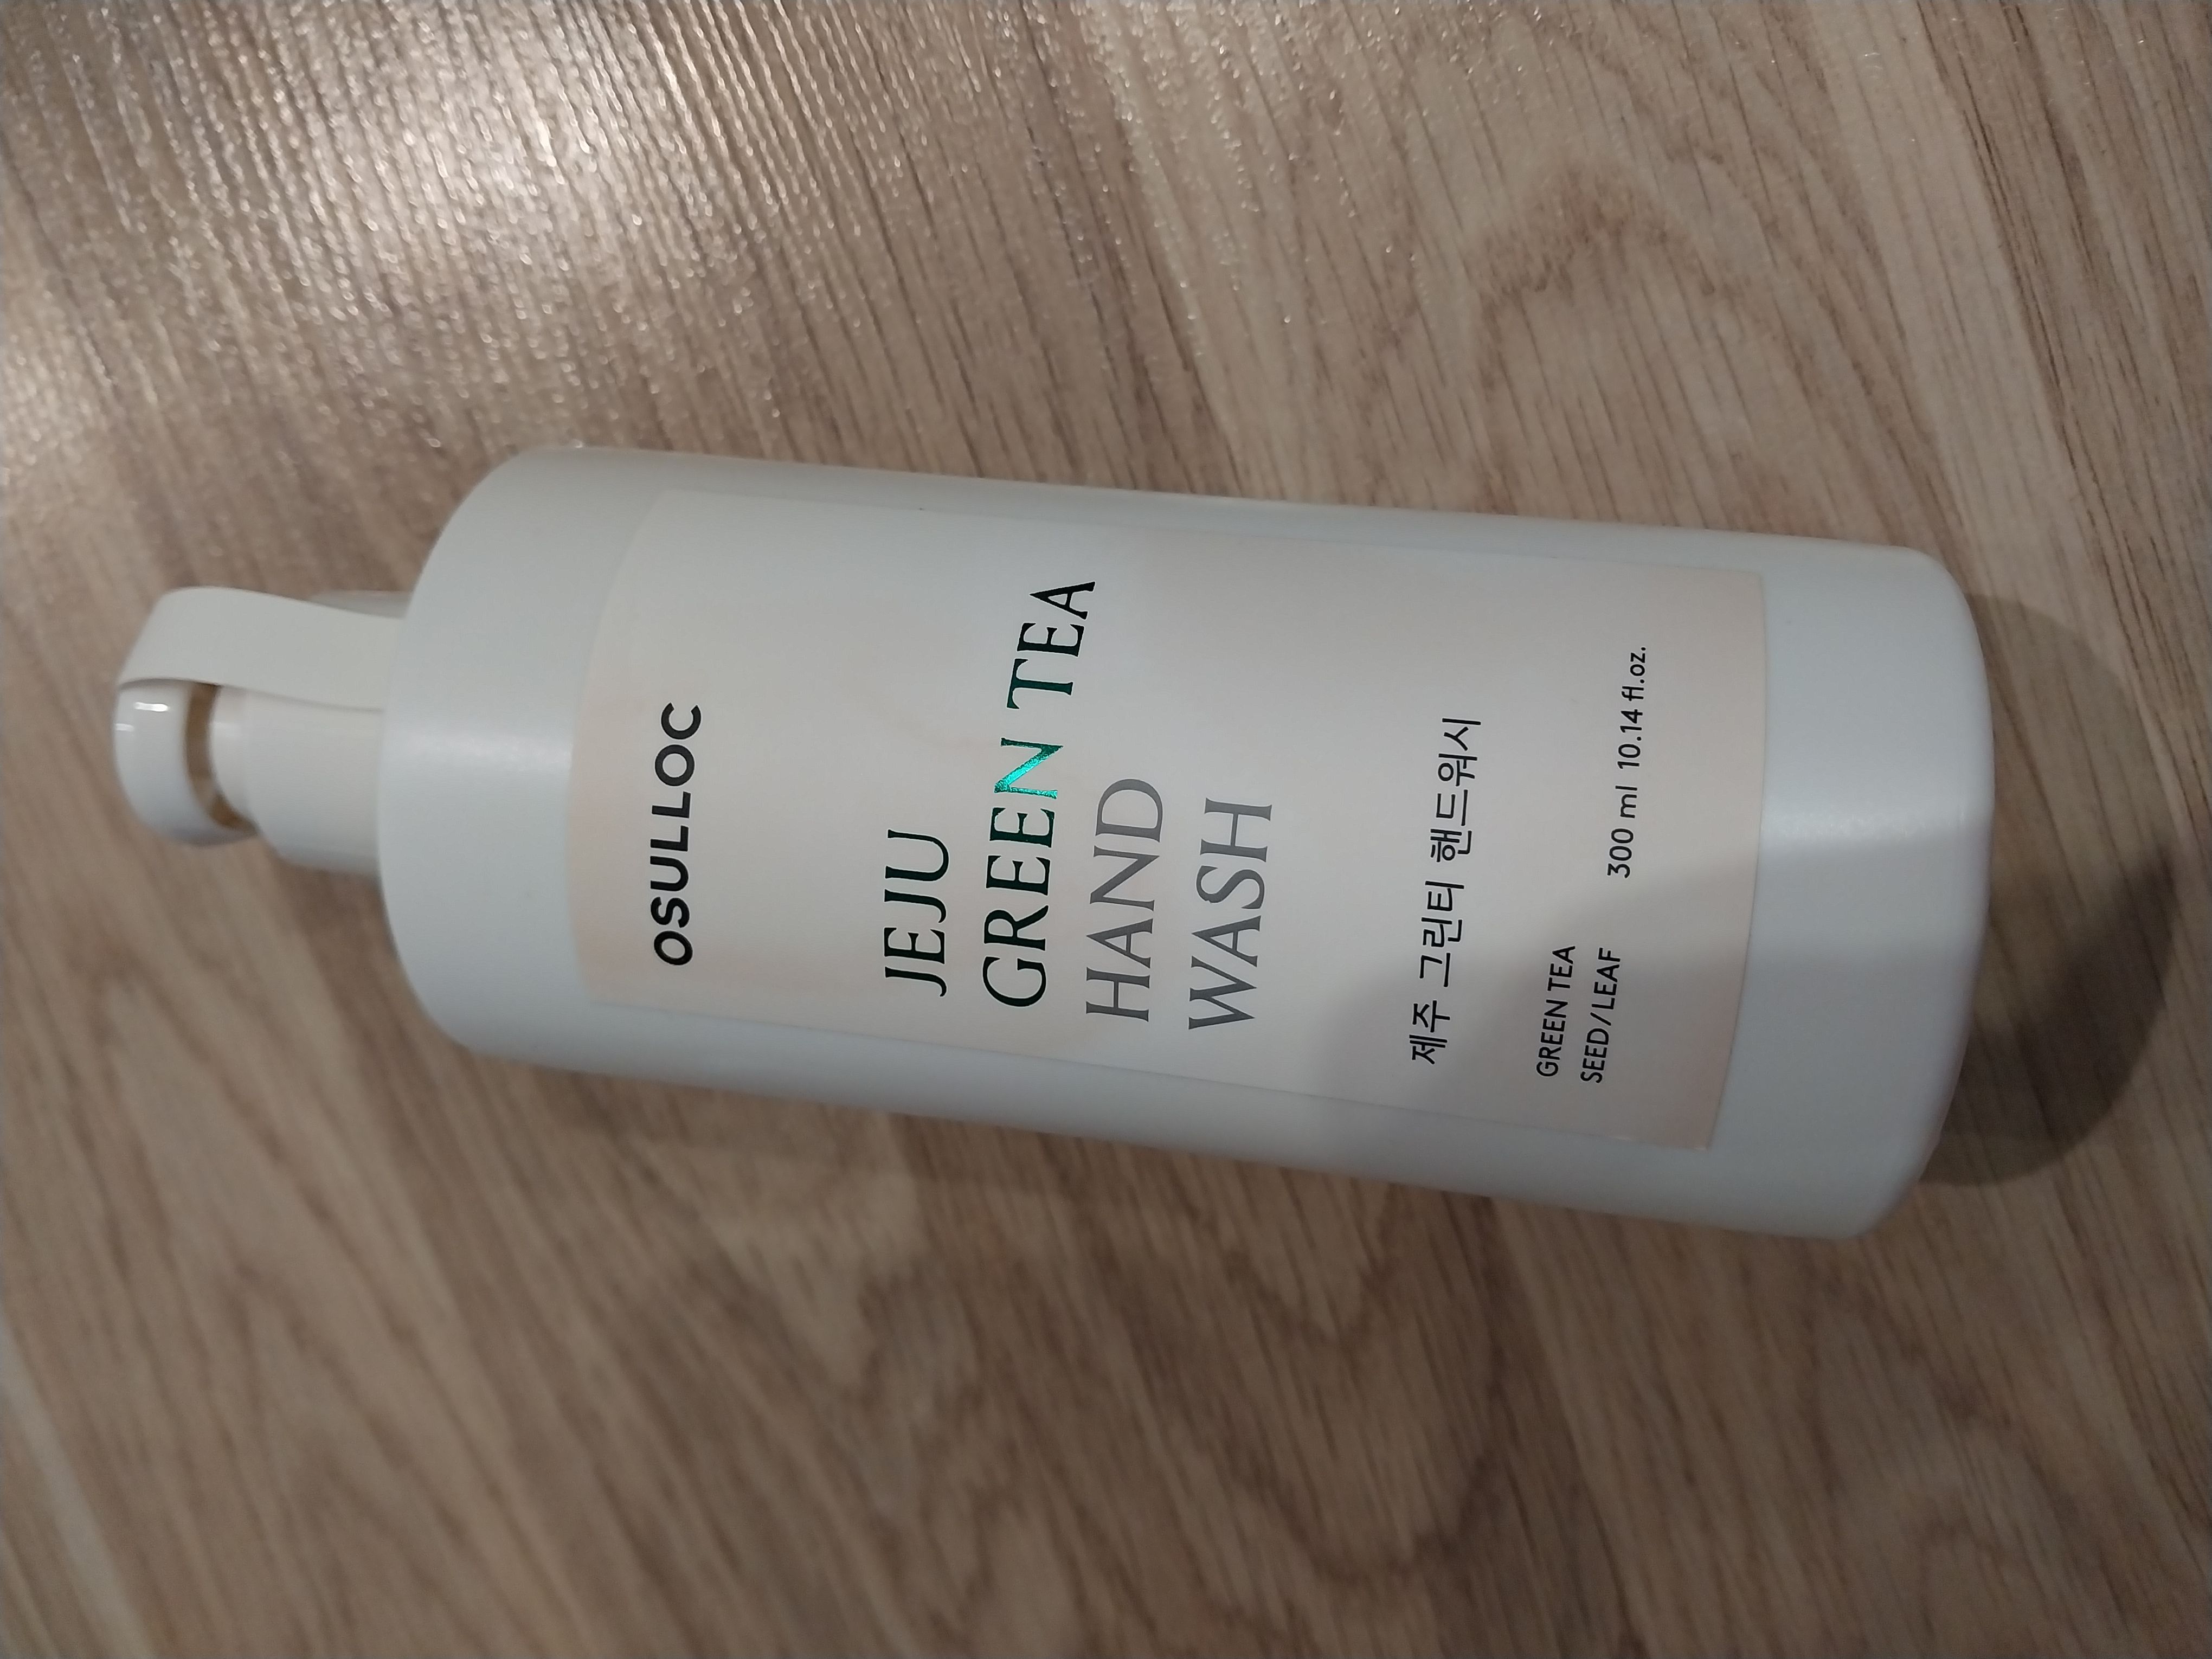 OSULLOC
JEJU
GREEN TEA
HAND
WASH
제주 그린티 핸드워시
GREEN TEA
SEED/LEAF 300 ml 10.14 fl.oz.